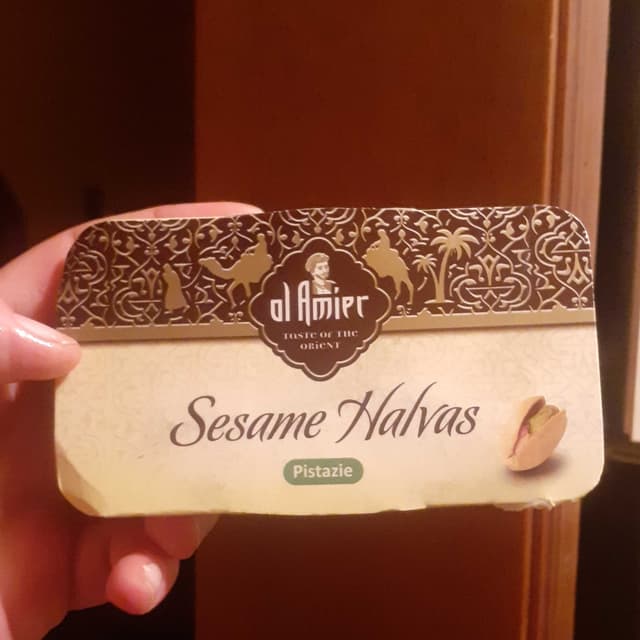 al Amier
TASTE OF THE
ORIENT
Sesame Halvas
Pistazie